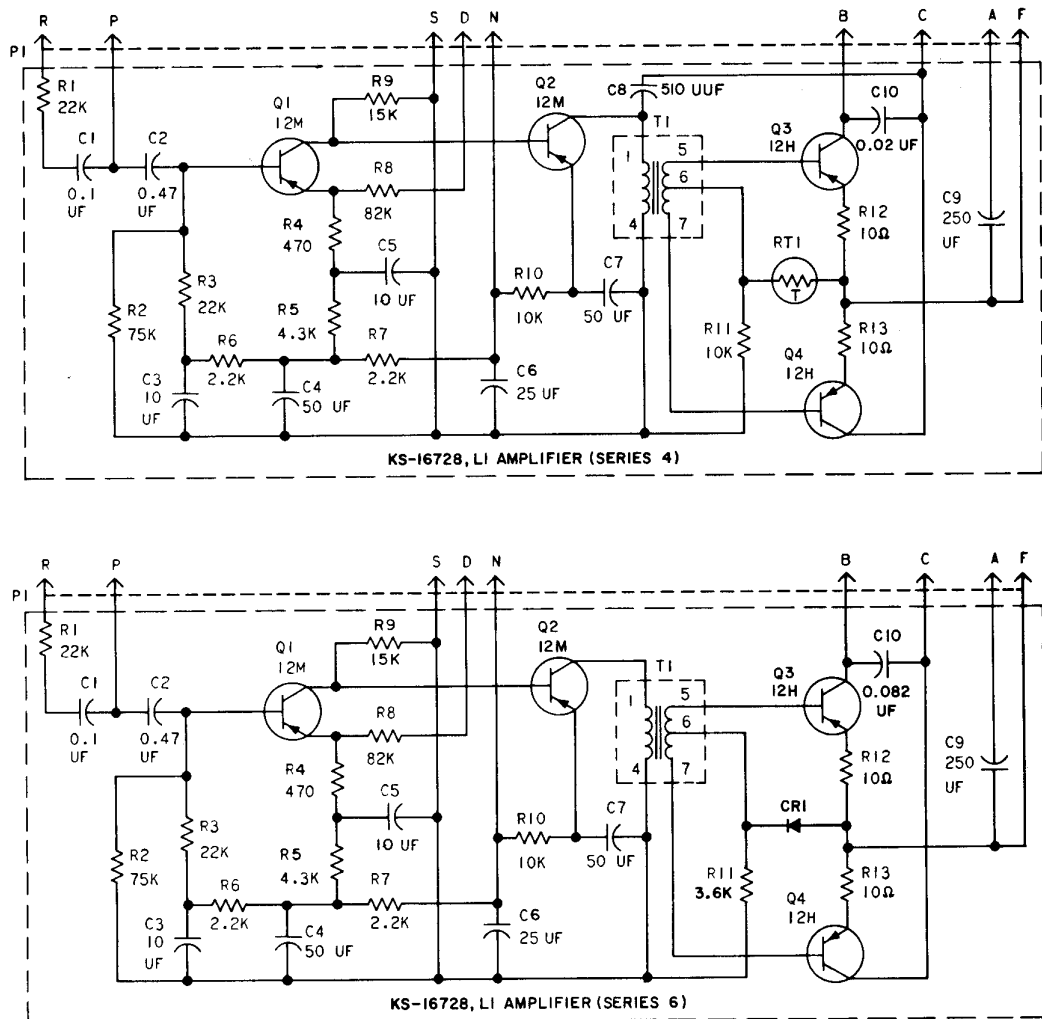 R P S D N B C A F
P1
R1
22K
C1
0.1
UF
C2
0.47
UF
Q1
12M
R9
15K
R8
82K
R4
470
C5
10 UF
R3
22K
R2
75K
R5
4.3K
R6
2.2K
R7
2.2K
C3
10
UF
C4
50 UF
C6
25 UF
R10
10K
C7
50 UF
Q2
12M
C8 510 UUF
T1
1
4
5
6
7
R11
10K
RT1
T
Q3
12H
C10
0.02 UF
R12
10Ω
R13
10Ω
Q4
12H
C9
250
UF
KS-16728, L1 AMPLIFIER (SERIES 4)
R P S D N B C A F
P1
R1
22K
C1
0.1
UF
C2
0.47
UF
Q1
12M
R9
15K
R8
82K
R4
470
C5
10 UF
R3
22K
R2
75K
R5
4.3K
R6
2.2K
R7
2.2K
C3
10
UF
C4
50 UF
C6
25 UF
R10
10K
C7
50 UF
Q2
12M
T1
1
4
5
6
7
R11
3.6K
CR1
Q3
12H
C10
0.082
UF
R12
10Ω
R13
10Ω
Q4
12H
C9
250
UF
KS-16728, L1 AMPLIFIER (SERIES 6)